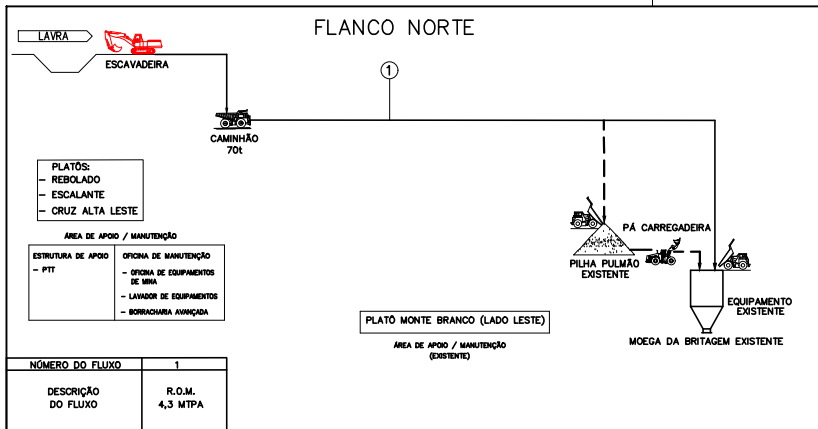 FLANCO NORTE
LAVRA
ESCAVADEIRA
1
CAMINHÃO
70t
PLATÔS:
- REBOLADO
- ESCALANTE
- CRUZ ALTA LESTE
ÁREA DE APOIO / MANUTENÇÃO
ESTRUTURA DE APOIO
- PTT
OFICINA DE MANUTENÇÃO
- OFICINA DE EQUIPAMENTOS
DE MINA
- LAVADOR DE EQUIPAMENTOS
- BORRACHARIA AVANÇADA
PÁ CARREGADEIRA
PILHA PULMÃO
EXISTENTE
EQUIPAMENTO
EXISTENTE
MOEGA DA BRITAGEM EXISTENTE
PLATÔ MONTE BRANCO (LADO LESTE)
ÁREA DE APOIO / MANUTENÇÃO
(EXISTENTE)
NÚMERO DO FLUXO 1
DESCRIÇÃO R.O.M.
DO FLUXO 4,3 MTPA